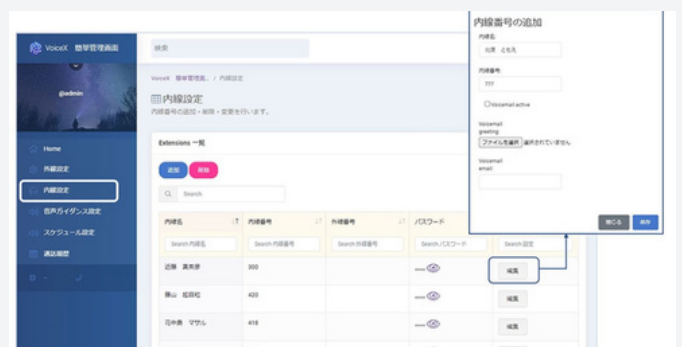 VoiceX 簡単管理画面
検索
@admin
Home
外線設定
内線設定
音声ガイダンス設定
スケジュール設定
通話履歴
VoiceX 簡単管理画面. / 内線設定
内線設定
内線番号の追加・削除・変更を行います。
Extensions 一覧
追加 削除
Search
内線名 内線番号 外線番号 パスワード
Search 内線名 Search 内線番号 Search 外線番号 Search パスワード Search 設定
近藤 真美彦 300 編集
420 編集
花中島 マサル 418 編集
内線番号の追加
内線名
内線番号
777
Voicemail active
Voicemail
greeting
ファイルを選択 選択されていません
Voicemail
email
閉じる 保存